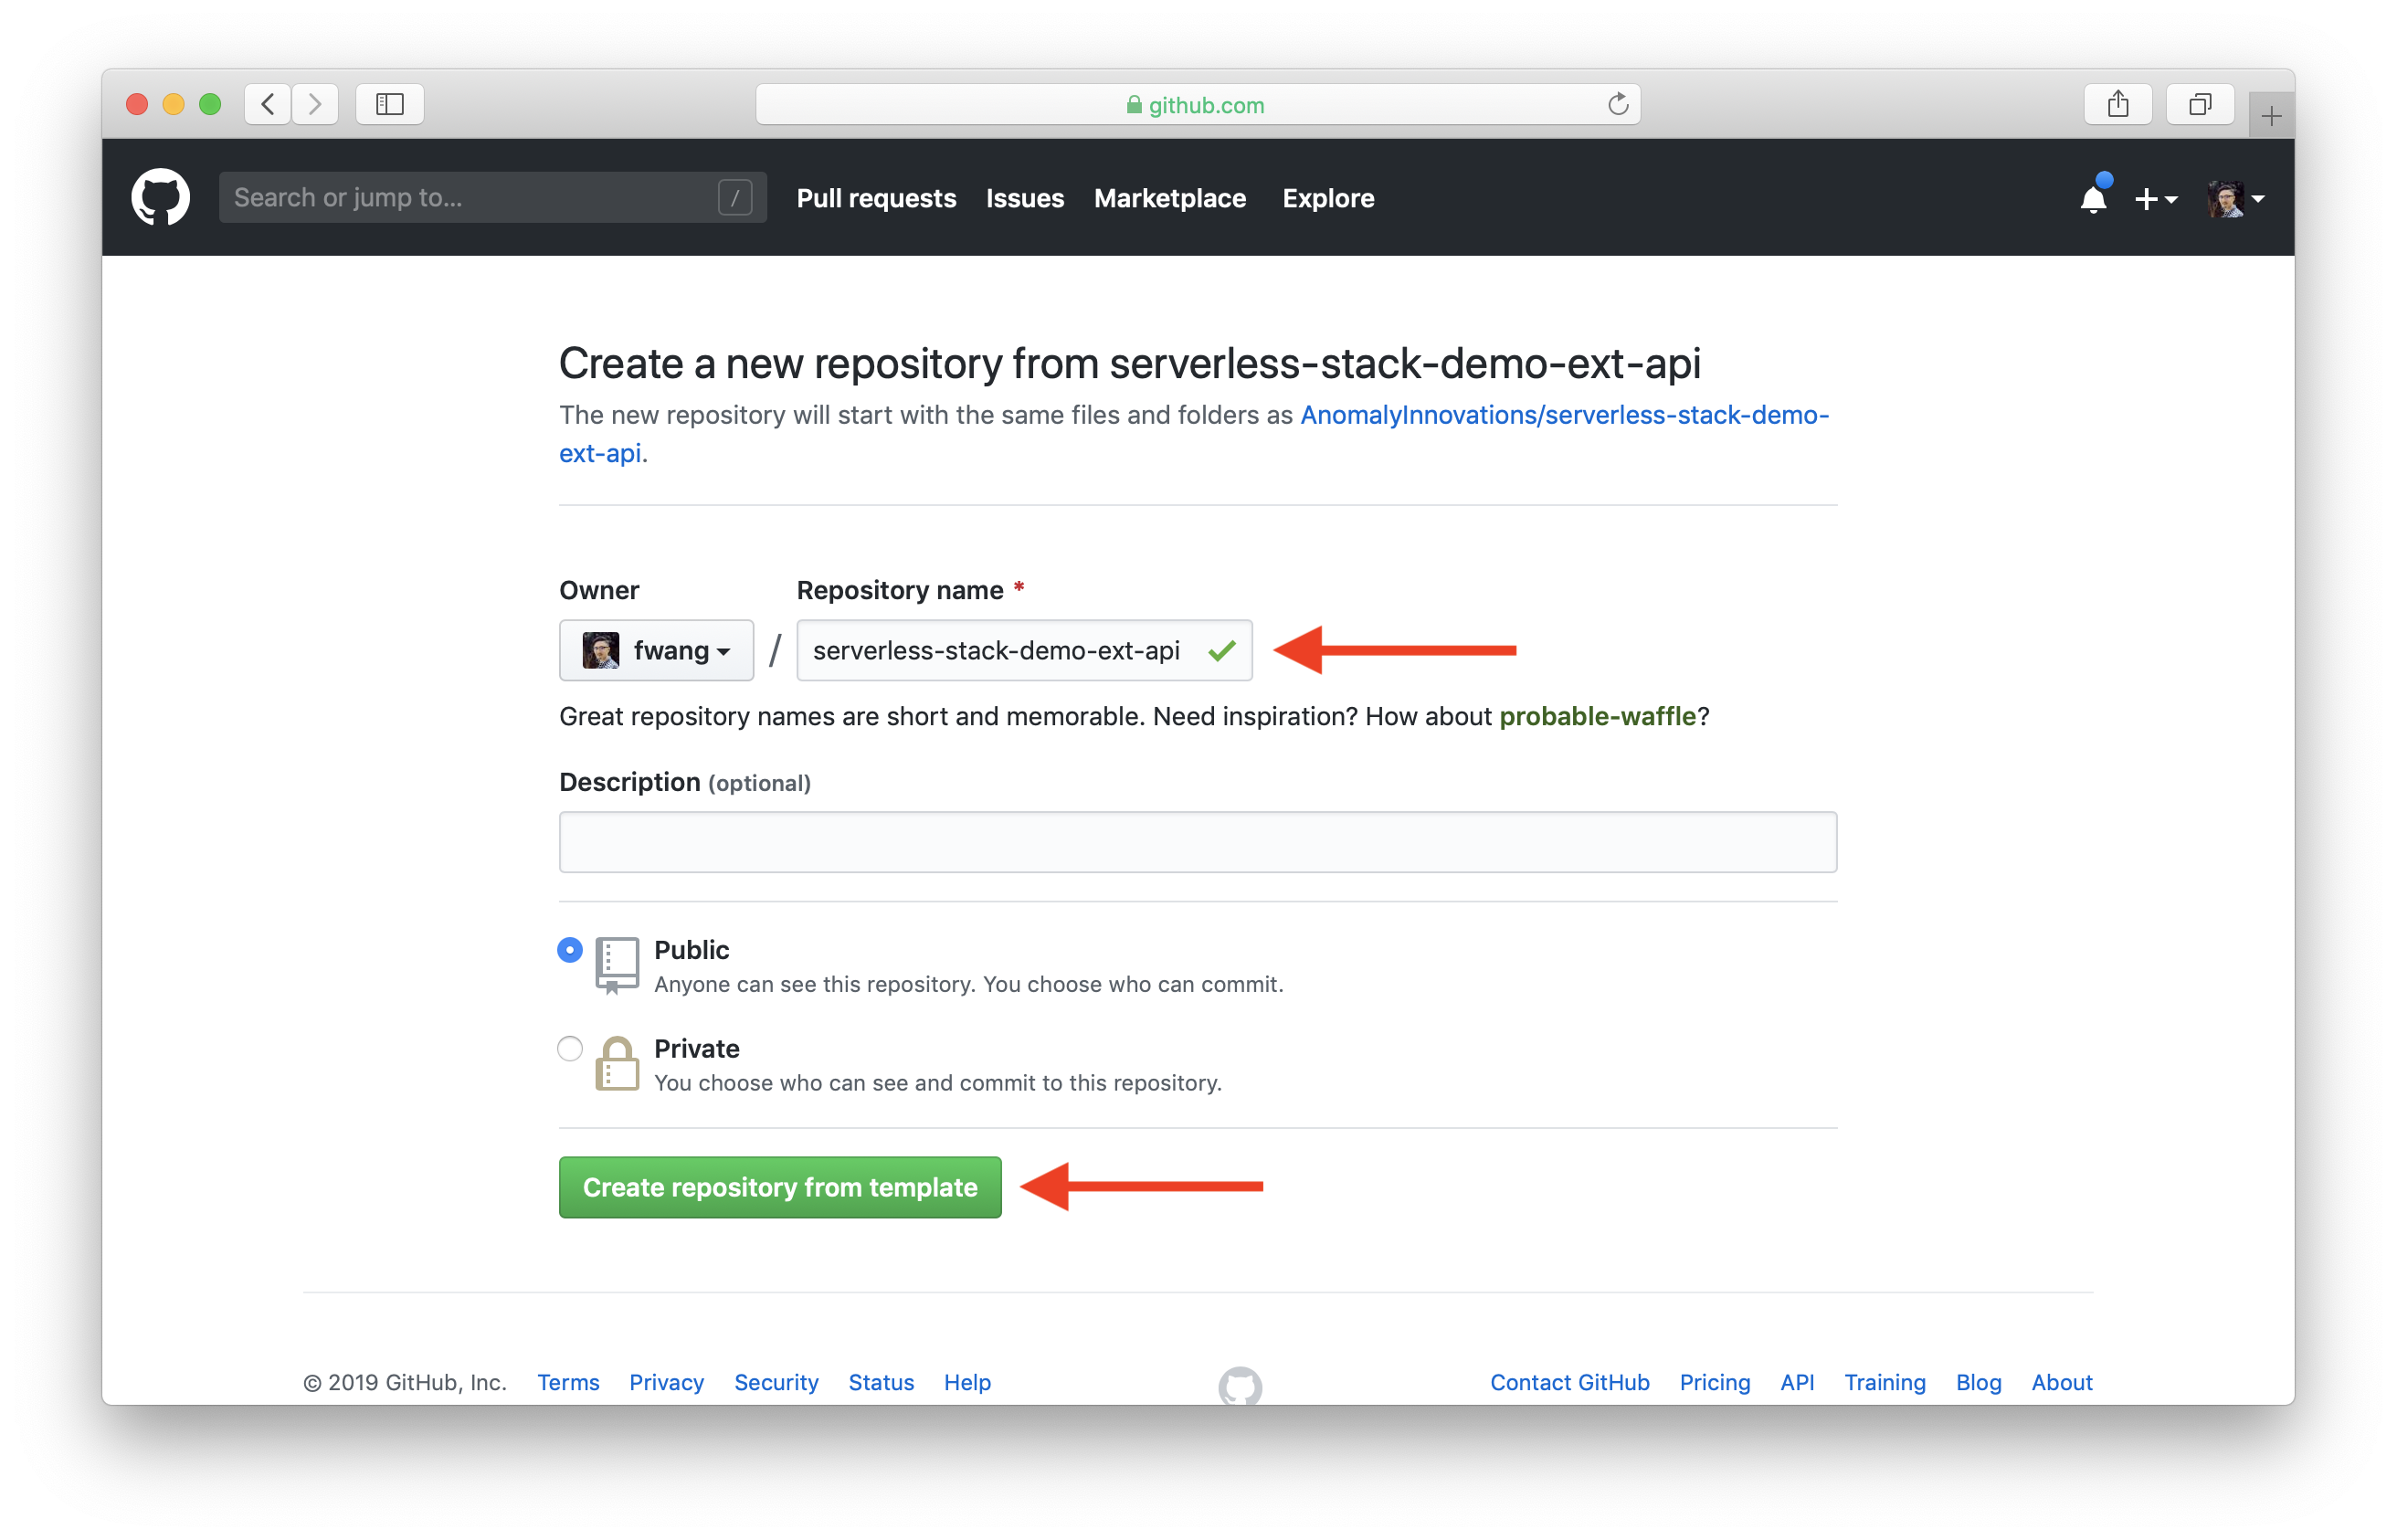 github.com
Search or jump to...
/
Pull requests
Issues
Marketplace
Explore
Create a new repository from serverless-stack-demo-ext-api
The new repository will start with the same files and folders as AnomalyInnovations/serverless-stack-demo-
ext-api.
Owner
Repository name *
fwang
/
serverless-stack-demo-ext-api
Great repository names are short and memorable. Need inspiration? How about probable-waffle?
Description (optional)
Public
Anyone can see this repository. You choose who can commit.
Private
You choose who can see and commit to this repository.
Create repository from template
© 2019 GitHub, Inc.
Terms
Privacy
Security
Status
Help
Contact GitHub
Pricing
API
Training
Blog
About